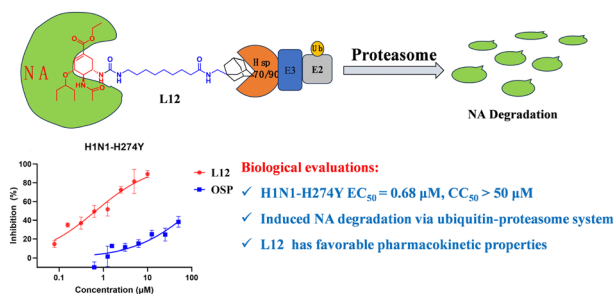 NA
O
O
O
HN
O
H
N
H
N
O
O
HN
L12
Hsp
70/90
E3
Ub
E2
Proteasome
NA Degradation
H1N1-H274Y
Inhibition (%)
100
80
60
40
20
0
0.1
1
10
100
Concentration (μM)
L12
OSP
Biological evaluations:
✓ H1N1-H274Y EC50 = 0.68 μM, CC50 > 50 μM
✓ Induced NA degradation via ubiquitin-proteasome system
✓ L12 has favorable pharmacokinetic properties